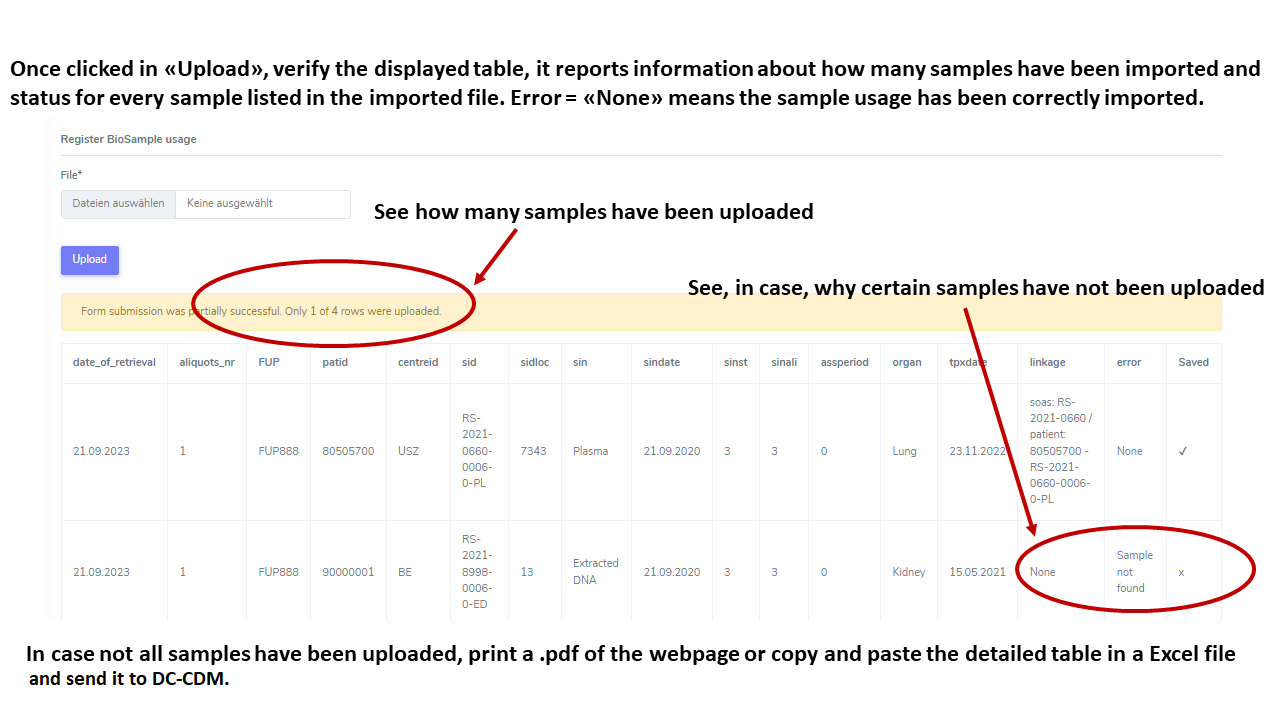 Once clicked in «Upload», verify the displayed table, it reports information about how many samples have been imported and
status for every sample listed in the imported file. Error = «None» means the sample usage has been correctly imported.
Register BioSample usage
File*
Dateien auswählen Keine ausgewählt
See how many samples have been uploaded
Upload
See, in case, why certain samples have not been uploaded
Form submission was partially successful. Only 1 of 4 rows were uploaded.
date_of_retrieval aliquots_nr FUP patid centreid sid sidloc sin sindate sinst sinali assperiod organ tpxdate linkage error Saved
21.09.2023 1 FUP888 80505700 USZ
RS-
2021-
0660-
0006-
0-PL
7343 Plasma 21.09.2020 3 3 0 Lung 23.11.2022
soas: RS-
2021-0660 /
patient:
80505700 -
RS-2021-
0660-0006-
0-PL
None ✓
21.09.2023 1 FUP888 90000001 BE
RS-
2021-
8998-
0006-
0-ED
13
Extracted
DNA
21.09.2020 3 3 0 Kidney 15.05.2021 None
Sample
not
found
x
In case not all samples have been uploaded, print a .pdf of the webpage or copy and paste the detailed table in a Excel file
and send it to DC-CDM.